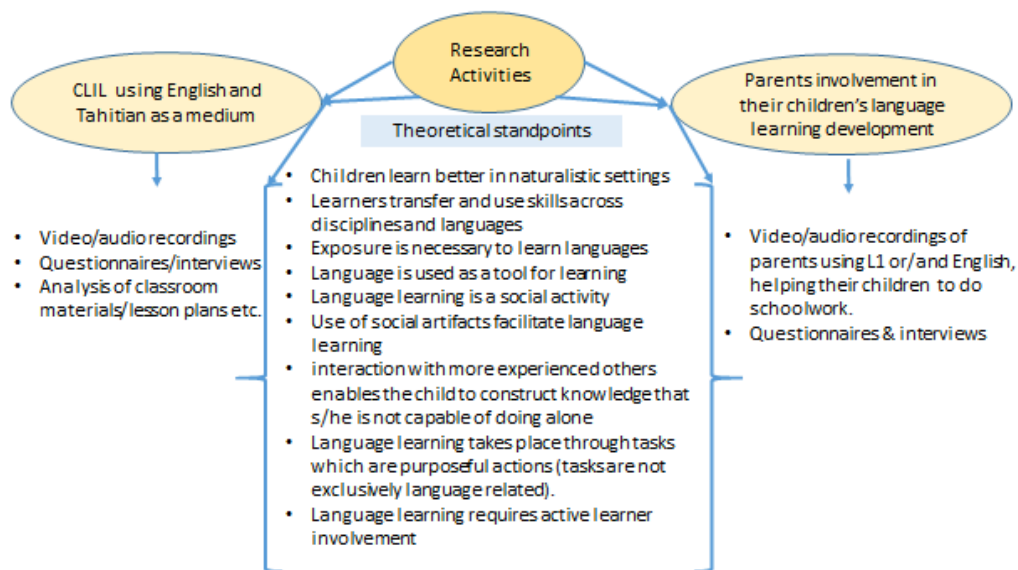 Research
Activities
CLIL using English and
Tahitian as a medium
Parents involvement in
their children's language
learning development
Theoretical standpoints
• Video/audio recordings
• Questionnaires/interviews
• Analysis of classroom
materials/lesson plans etc.
• Children learn better in naturalistic settings
• Learners transfer and use skills across
disciplines and languages
• Exposure is necessary to learn languages
• Language is used as a tool for learning
• Language learning is a social activity
• Use of social artifacts facilitate language
learning
• interaction with more experienced others
enables the child to construct knowledge that
s/he is not capable of doing alone
• Language learning takes place through tasks
which are purposeful actions (tasks are not
exclusively language related).
• Language learning requires active learner
involvement
• Video/audio recordings of
parents using L1 or/and English,
helping their children to do
schoolwork.
• Questionnaires & interviews